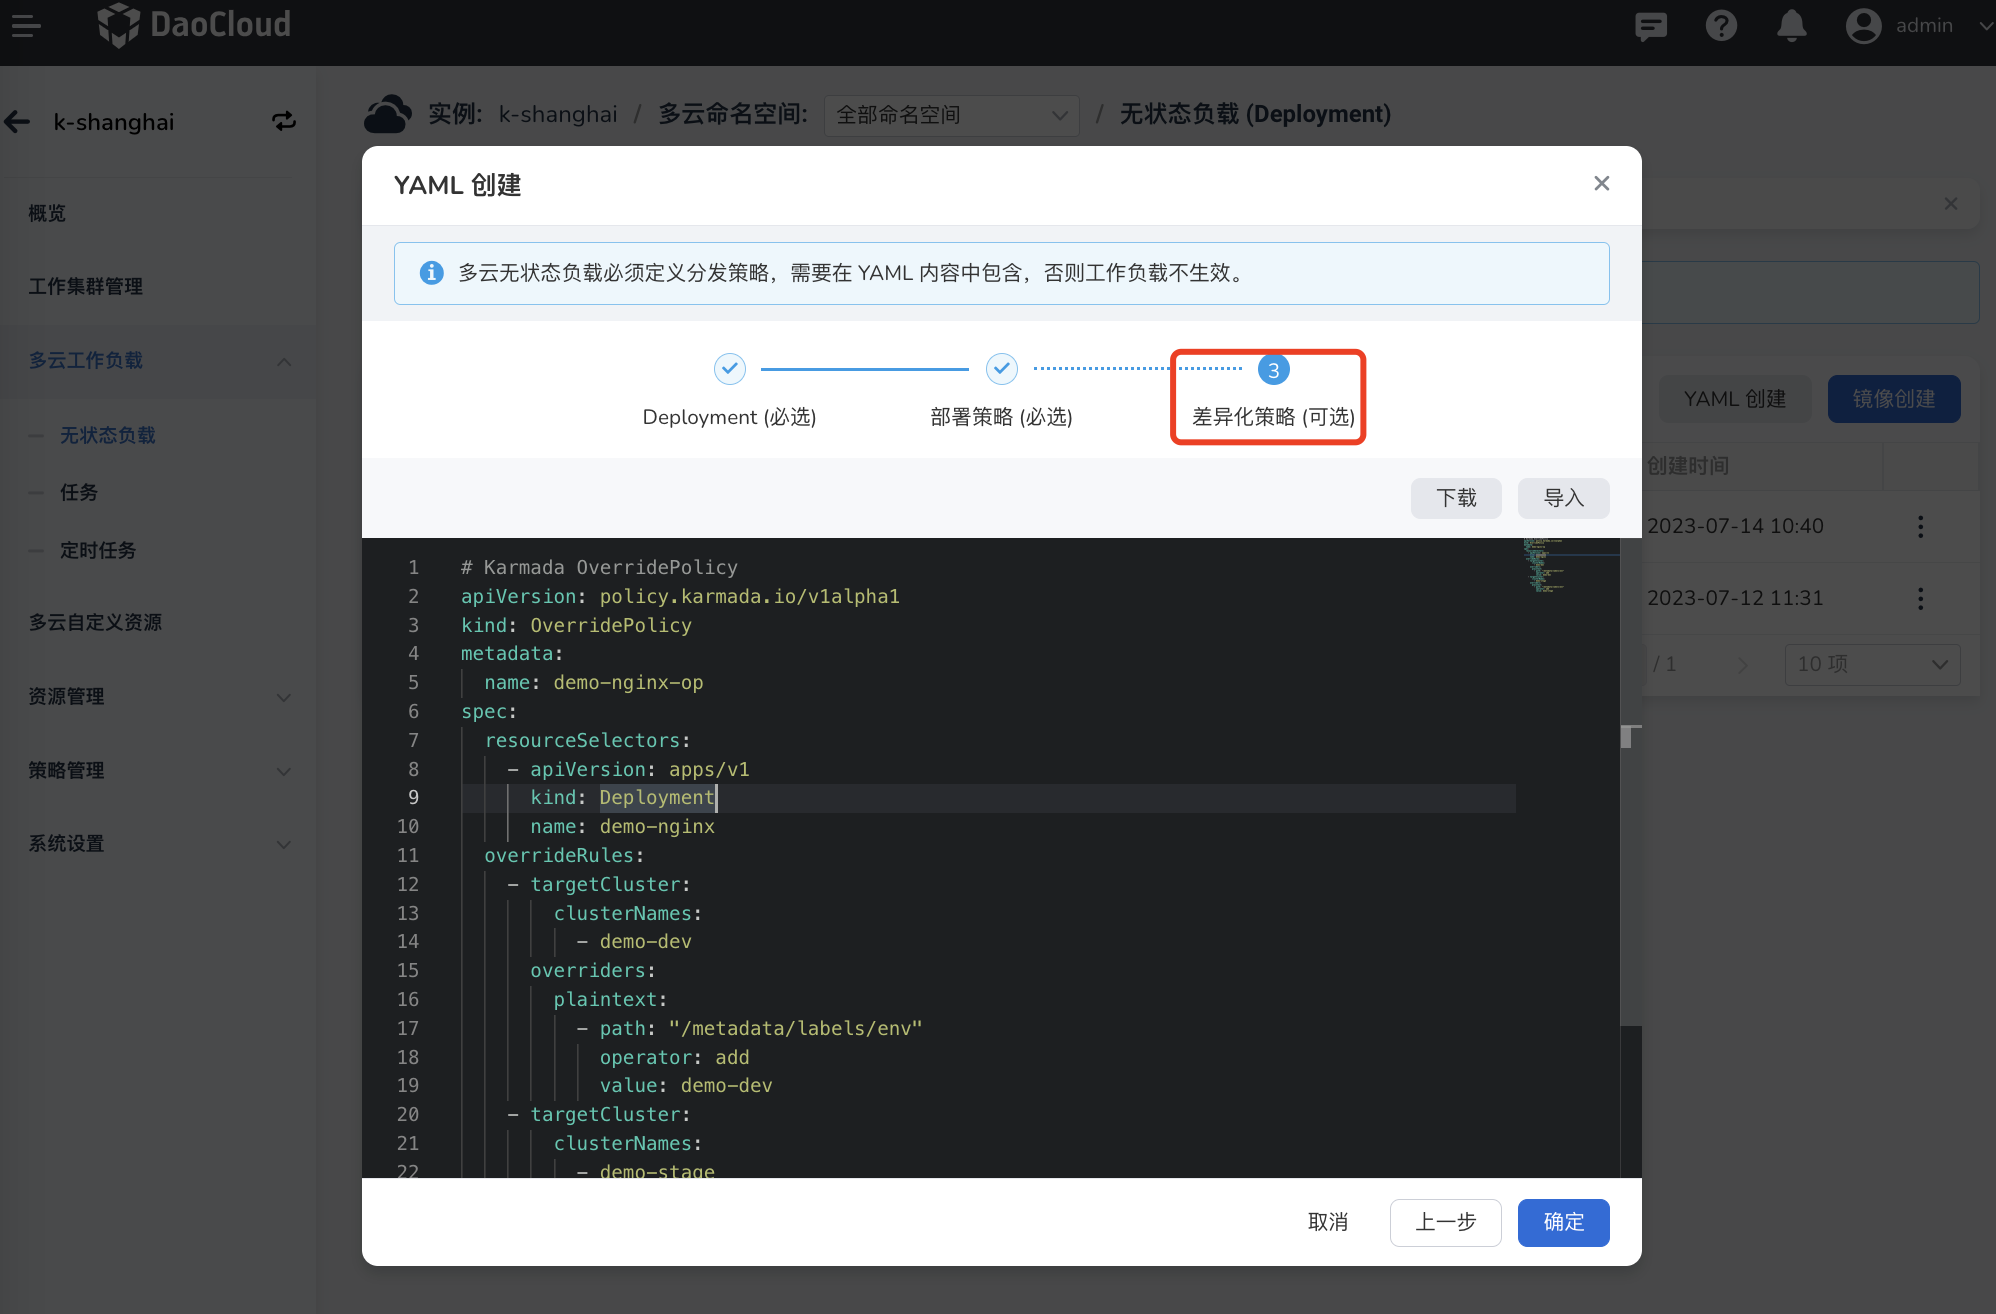 DaoCloud
admin
k-shanghai
实例: k-shanghai / 多云命名空间: 全部命名空间 / 无状态负载 (Deployment)
概览
工作集群管理
多云工作负载
无状态负载
任务
定时任务
多云自定义资源
资源管理
策略管理
系统设置
YAML 创建
多云无状态负载必须定义分发策略，需要在 YAML 内容中包含，否则工作负载不生效。
3
Deployment (必选)
部署策略 (必选)
差异化策略 (可选)
下载
导入
1 # Karmada OverridePolicy
2 apiVersion: policy.karmada.io/v1alpha1
3 kind: OverridePolicy
4 metadata:
5   name: demo-nginx-op
6 spec:
7   resourceSelectors:
8     - apiVersion: apps/v1
9       kind: Deployment
10       name: demo-nginx
11   overrideRules:
12     - targetCluster:
13         clusterNames:
14           - demo-dev
15       overriders:
16         plaintext:
17           - path: "/metadata/labels/env"
18             operator: add
19             value: demo-dev
20     - targetCluster:
21         clusterNames:
22           - demo-stage
取消
上一步
确定
YAML 创建
镜像创建
创建时间
2023-07-14 10:40
2023-07-12 11:31
/ 1
10 项